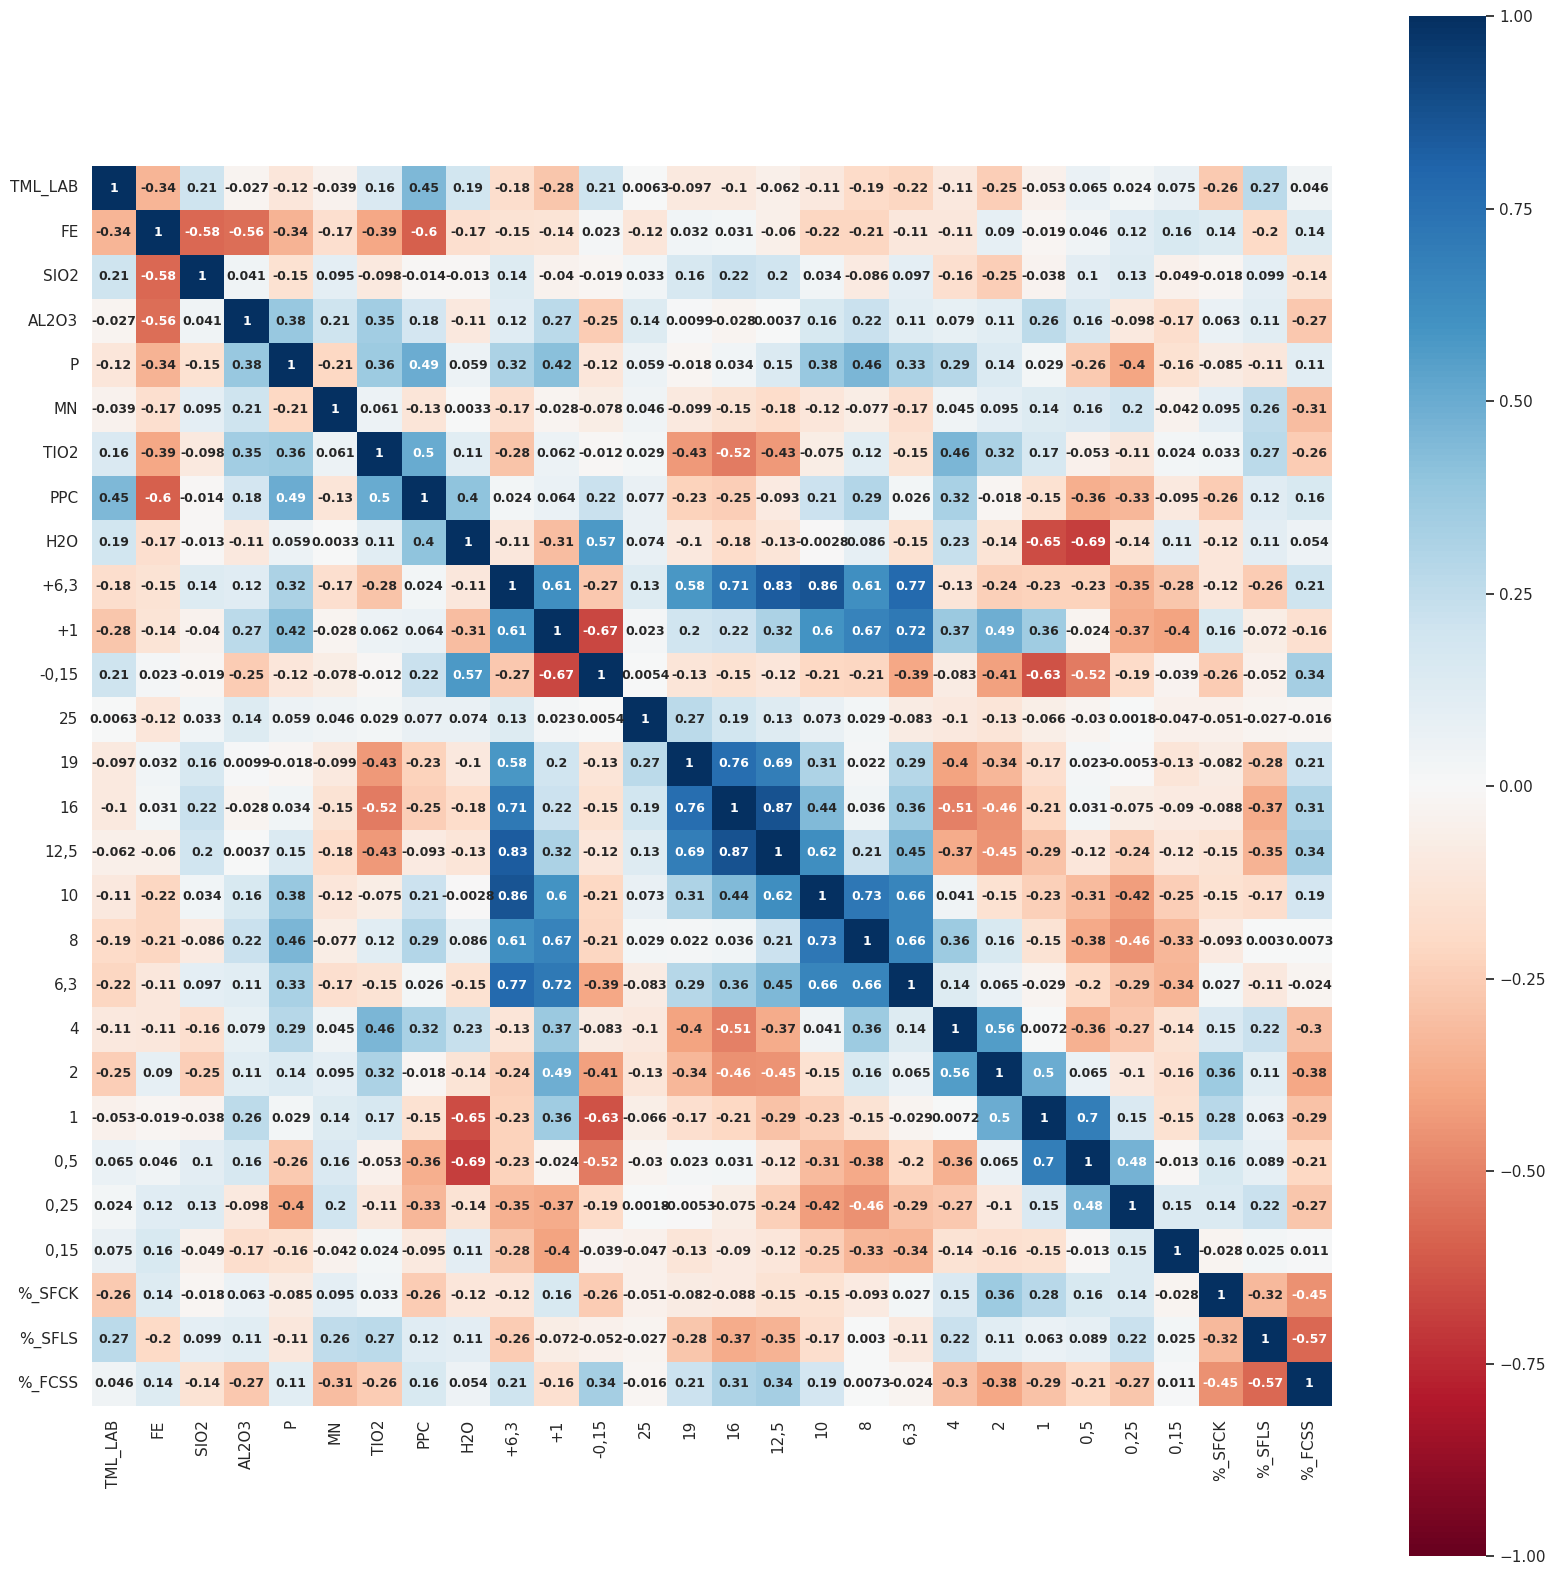 1.00
TML_LAB 1 -0.34 0.21 -0.027 -0.12 -0.039 0.16 0.45 0.19 -0.18 -0.28 0.21 0.0063 -0.097 -0.1 -0.062 -0.11 -0.19 -0.22 -0.11 -0.25 -0.053 0.065 0.024 0.075 -0.26 0.27 0.046
0.75
FE -0.34 1 -0.58 -0.56 -0.34 -0.17 -0.39 -0.6 -0.17 -0.15 -0.14 0.023 -0.12 0.032 0.031 -0.06 -0.22 -0.21 -0.11 -0.11 0.09 -0.019 0.046 0.12 0.16 0.14 -0.2 0.14
SIO2 0.21 -0.58 1 0.041 -0.15 0.095 -0.098 -0.014 -0.013 0.14 -0.04 -0.019 0.033 0.16 0.22 0.2 0.034 -0.086 0.097 -0.16 -0.25 -0.038 0.1 0.13 -0.049 -0.018 0.099 -0.14
AL2O3 -0.027 -0.56 0.041 1 0.38 0.21 0.35 0.18 -0.11 0.12 0.27 -0.25 0.14 0.0099 -0.028 0.0037 0.16 0.22 0.11 0.079 0.11 0.26 0.16 -0.098 -0.17 0.063 0.11 -0.27
P -0.12 -0.34 -0.15 0.38 1 -0.21 0.36 0.49 0.059 0.32 0.42 -0.12 0.059 -0.018 0.034 0.15 0.38 0.46 0.33 0.29 0.14 0.029 -0.26 -0.4 -0.16 -0.085 -0.11 0.11
0.50
MN -0.039 -0.17 0.095 0.21 -0.21 1 0.061 -0.13 0.0033 -0.17 -0.028 -0.078 0.046 -0.099 -0.15 -0.18 -0.12 -0.077 -0.17 0.045 0.095 0.14 0.16 0.2 -0.042 0.095 0.26 -0.31
TIO2 0.16 -0.39 -0.098 0.35 0.36 0.061 1 0.5 0.11 -0.28 0.062 -0.012 0.029 -0.43 -0.52 -0.43 -0.075 0.12 -0.15 0.46 0.32 0.17 -0.053 -0.11 0.024 0.033 0.27 -0.26
PPC 0.45 -0.6 -0.014 0.18 0.49 -0.13 0.5 1 0.4 0.024 0.064 0.22 0.077 -0.23 -0.25 -0.093 0.21 0.29 0.026 0.32 -0.018 -0.15 -0.36 -0.33 -0.095 -0.26 0.12 0.16
H2O 0.19 -0.17 -0.013 -0.11 0.059 0.0033 0.11 0.4 1 -0.11 -0.31 0.57 0.074 -0.1 -0.18 -0.13 -0.0028 0.086 -0.15 0.23 -0.14 -0.65 -0.69 -0.14 0.11 -0.12 0.11 0.054
+6,3 -0.18 -0.15 0.14 0.12 0.32 -0.17 -0.28 0.024 -0.11 1 0.61 -0.27 0.13 0.58 0.71 0.83 0.86 0.61 0.77 -0.13 -0.24 -0.23 -0.23 -0.35 -0.28 -0.12 -0.26 0.21
0.25
+1 -0.28 -0.14 -0.04 0.27 0.42 -0.028 0.062 0.064 -0.31 0.61 1 -0.67 0.023 0.2 0.22 0.32 0.6 0.67 0.72 0.37 0.49 0.36 -0.024 -0.37 -0.4 0.16 -0.072 -0.16
-0,15 0.21 0.023 -0.019 -0.25 -0.12 -0.078 -0.012 0.22 0.57 -0.27 -0.67 1 0.0054 -0.13 -0.15 -0.12 -0.21 -0.21 -0.39 -0.083 -0.41 -0.63 -0.52 -0.19 -0.039 -0.26 -0.052 0.34
25 0.0063 -0.12 0.033 0.14 0.059 0.046 0.029 0.077 0.074 0.13 0.023 0.0054 1 0.27 0.19 0.13 0.073 0.029 -0.083 -0.1 -0.13 -0.066 -0.03 0.0018 -0.047 -0.051 -0.027 -0.016
19 -0.097 0.032 0.16 0.0099 -0.018 -0.099 -0.43 -0.23 -0.1 0.58 0.2 -0.13 0.27 1 0.76 0.69 0.31 0.022 0.29 -0.4 -0.34 -0.17 0.023 -0.0053 -0.13 -0.082 -0.28 0.21
0.00
16 -0.1 0.031 0.22 -0.028 0.034 -0.15 -0.52 -0.25 -0.18 0.71 0.22 -0.15 0.19 0.76 1 0.87 0.44 0.036 0.36 -0.51 -0.46 -0.21 0.031 -0.075 -0.09 -0.088 -0.37 0.31
12,5 -0.062 -0.06 0.2 0.0037 0.15 -0.18 -0.43 -0.093 -0.13 0.83 0.32 -0.12 0.13 0.69 0.87 1 0.62 0.21 0.45 -0.37 -0.45 -0.29 -0.12 -0.24 -0.12 -0.15 -0.35 0.34
10 -0.11 -0.22 0.034 0.16 0.38 -0.12 -0.075 0.21 -0.0028 0.86 0.6 -0.21 0.073 0.31 0.44 0.62 1 0.73 0.66 0.041 -0.15 -0.23 -0.31 -0.42 -0.25 -0.15 -0.17 0.19
8 -0.19 -0.21 -0.086 0.22 0.46 -0.077 0.12 0.29 0.086 0.61 0.67 -0.21 0.029 0.022 0.036 0.21 0.73 1 0.66 0.36 0.16 -0.15 -0.38 -0.46 -0.33 -0.093 0.003 0.0073
6,3 -0.22 -0.11 0.097 0.11 0.33 -0.17 -0.15 0.026 -0.15 0.77 0.72 -0.39 -0.083 0.29 0.36 0.45 0.66 0.66 1 0.14 0.065 -0.029 -0.2 -0.29 -0.34 0.027 -0.11 -0.024
−0.25
4 -0.11 -0.11 -0.16 0.079 0.29 0.045 0.46 0.32 0.23 -0.13 0.37 -0.083 -0.1 -0.4 -0.51 -0.37 0.041 0.36 0.14 1 0.56 0.0072 -0.36 -0.27 -0.14 0.15 0.22 -0.3
2 -0.25 0.09 -0.25 0.11 0.14 0.095 0.32 -0.018 -0.14 -0.24 0.49 -0.41 -0.13 -0.34 -0.46 -0.45 -0.15 0.16 0.065 0.56 1 0.5 0.065 -0.1 -0.16 0.36 0.11 -0.38
1 -0.053 -0.019 -0.038 0.26 0.029 0.14 0.17 -0.15 -0.65 -0.23 0.36 -0.63 -0.066 -0.17 -0.21 -0.29 -0.23 -0.15 -0.029 0.0072 0.5 1 0.7 0.15 -0.15 0.28 0.063 -0.29
0,5 0.065 0.046 0.1 0.16 -0.26 0.16 -0.053 -0.36 -0.69 -0.23 -0.024 -0.52 -0.03 0.023 0.031 -0.12 -0.31 -0.38 -0.2 -0.36 0.065 0.7 1 0.48 -0.013 0.16 0.089 -0.21
−0.50
0,25 0.024 0.12 0.13 -0.098 -0.4 0.2 -0.11 -0.33 -0.14 -0.35 -0.37 -0.19 0.0018 -0.0053 -0.075 -0.24 -0.42 -0.46 -0.29 -0.27 -0.1 0.15 0.48 1 0.15 0.14 0.22 -0.27
0,15 0.075 0.16 -0.049 -0.17 -0.16 -0.042 0.024 -0.095 0.11 -0.28 -0.4 -0.039 -0.047 -0.13 -0.09 -0.12 -0.25 -0.33 -0.34 -0.14 -0.16 -0.15 -0.013 0.15 1 -0.028 0.025 0.011
%_SFCK -0.26 0.14 -0.018 0.063 -0.085 0.095 0.033 -0.26 -0.12 -0.12 0.16 -0.26 -0.051 -0.082 -0.088 -0.15 -0.15 -0.093 0.027 0.15 0.36 0.28 0.16 0.14 -0.028 1 -0.32 -0.45
%_SFLS 0.27 -0.2 0.099 0.11 -0.11 0.26 0.27 0.12 0.11 -0.26 -0.072 -0.052 -0.027 -0.28 -0.37 -0.35 -0.17 0.003 -0.11 0.22 0.11 0.063 0.089 0.22 0.025 -0.32 1 -0.57
−0.75
%_FCSS 0.046 0.14 -0.14 -0.27 0.11 -0.31 -0.26 0.16 0.054 0.21 -0.16 0.34 -0.016 0.21 0.31 0.34 0.19 0.0073 -0.024 -0.3 -0.38 -0.29 -0.21 -0.27 0.011 -0.45 -0.57 1
TML_LAB FE SIO2 AL2O3 P MN TIO2 PPC H2O +6,3 +1 -0,15 25 19 16 12,5 10 8 6,3 4 2 1 0,5 0,25 0,15 %_SFCK %_SFLS %_FCSS
−1.00